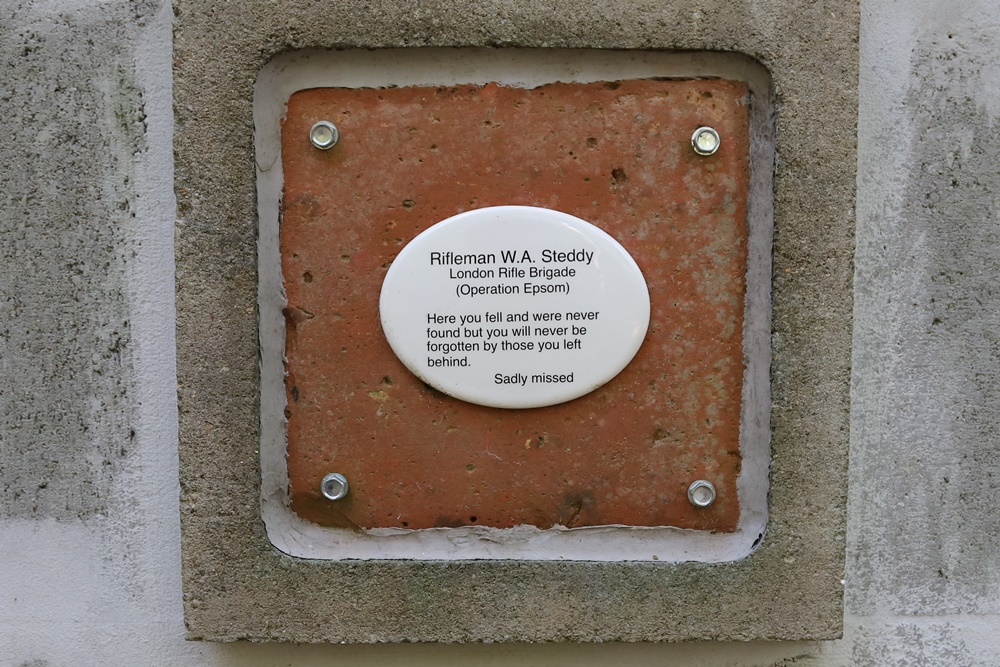 Rifleman W.A. Steddy
London Rifle Brigade
(Operation Epsom)
Here you fell and were never
found but you will never be
forgotten by those you left
behind.
Sadly missed